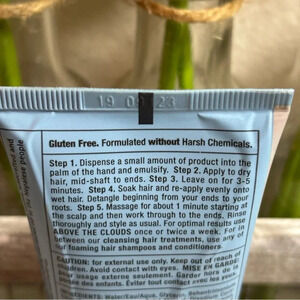 19 09 23
Gluten Free. Formulated without Harsh Chemicals.
Step 1. Dispense a small amount of product into the
palm of the hand and emulsify. Step 2. Apply to dry
hair, mid-shaft to ends. Step 3. Leave on for 3-5
minutes. Step 4. Soak hair and re-apply evenly onto
wet hair. Detangle beginning from your ends to your
roots. Step 5. Massage for about 1 minute starting at
the scalp and then work through to the ends. Rinse
thoroughly and style as usual. For optimal results use
ABOVE THE CLOUDS once or twice a week. For in
between our cleansing hair treatments, use any of
our foaming hair shampoos and conditioners
CAUTION: for external use only. Keep out of reach of
children. Avoid contact with eyes. MISE EN GARDE:
pour usage externe seulement. Garder hors de la
portée des enfants. Éviter tout contact avec les yeux.
Water/Eau/Aqua, Glycerin,
people